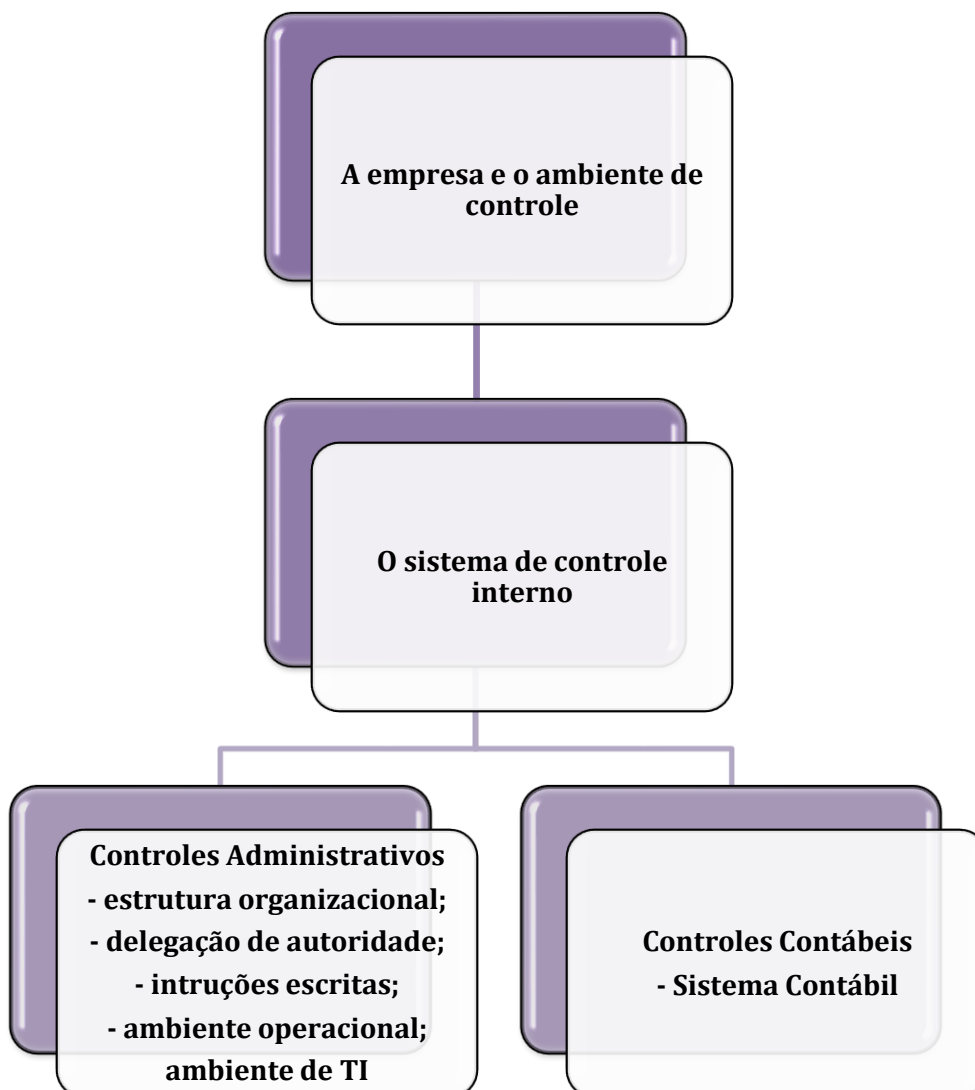 A empresa e o ambiente de
controle
O sistema de controle
interno
Controles Administrativos
- estrutura organizacional;
- delegação de autoridade;
- intruções escritas;
- ambiente operacional;
ambiente de TI
Controles Contábeis
- Sistema Contábil